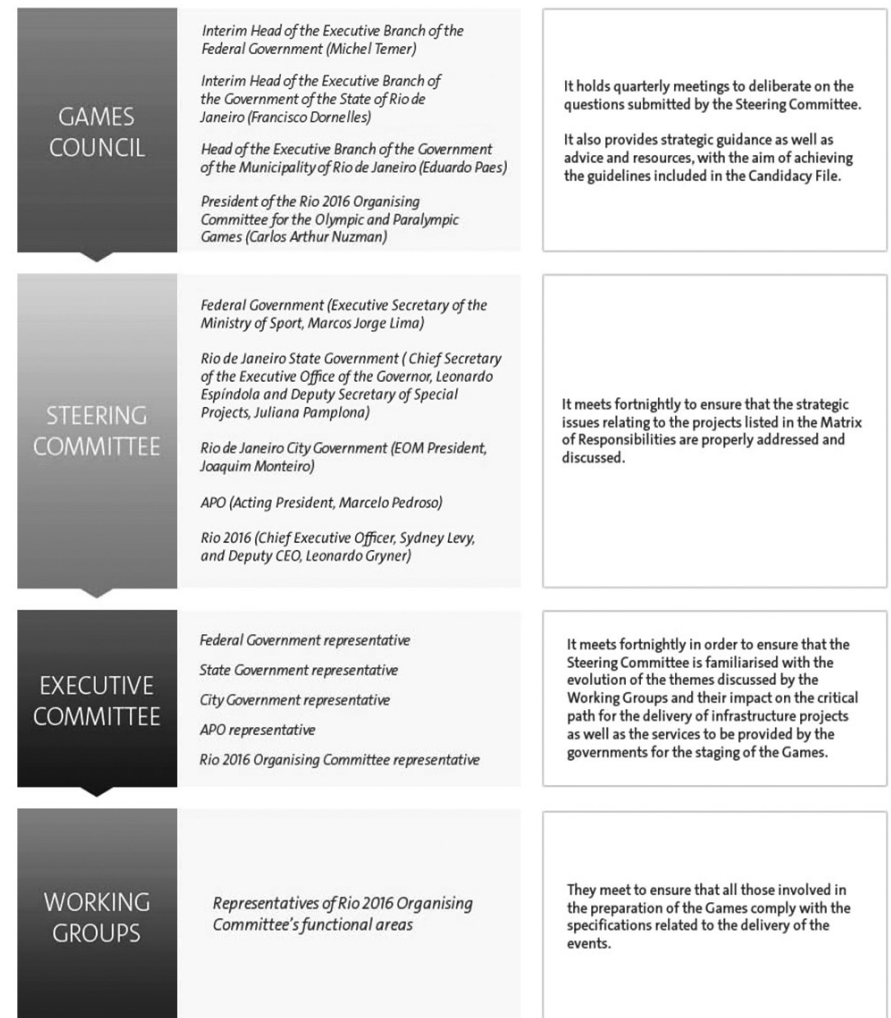 GAMES
COUNCIL
Interim Head of the Executive Branch of the
Federal Government (Michel Temer)
Interim Head of the Executive Branch of
the Government of the State of Rio de
Janeiro (Francisco Dornelles)
Head of the Executive Branch of the Government
of the Municipality of Rio de Janeiro (Eduardo Paes)
President of the Rio 2016 Organising
Committee for the Olympic and Paralympic
Games (Carlos Arthur Nuzman)
It holds quarterly meetings to deliberate on the
questions submitted by the Steering Committee.
It also provides strategic guidance as well as
advice and resources, with the aim of achieving
the guidelines included in the Candidacy File.
STEERING
COMMITTEE
Federal Government (Executive Secretary of the
Ministry of Sport, Marcos Jorge Lima)
Rio de Janeiro State Government ( Chief Secretary
of the Executive Office of the Governor, Leonardo
Espíndola and Deputy Secretary of Special
Projects, Juliana Pamplona)
Rio de Janeiro City Government (EOM President,
Joaquim Monteiro)
APO (Acting President, Marcelo Pedroso)
Rio 2016 (Chief Executive Officer, Sydney Levy,
and Deputy CEO, Leonardo Gryner)
It meets fortnightly to ensure that the strategic
issues relating to the projects listed in the Matrix
of Responsibilities are properly addressed and
discussed.
EXECUTIVE
COMMITTEE
Federal Government representative
State Government representative
City Government representative
APO representative
Rio 2016 Organising Committee representative
It meets fortnightly in order to ensure that the
Steering Committee is familiarised with the
evolution of the themes discussed by the
Working Groups and their impact on the critical
path for the delivery of infrastructure projects
as well as the services to be provided by the
governments for the staging of the Games.
WORKING
GROUPS
Representatives of Rio 2016 Organising
Committee's functional areas
They meet to ensure that all those involved in
the preparation of the Games comply with the
specifications related to the delivery of the
events.